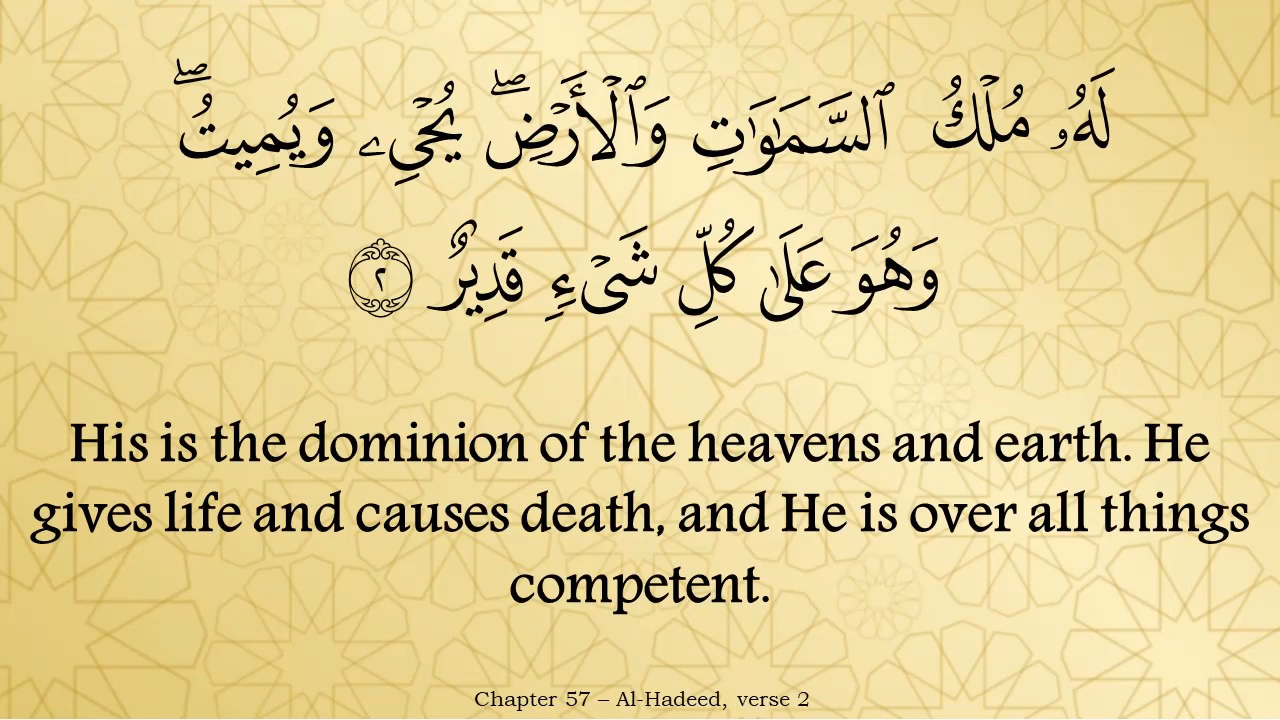 لَهُۥ مُلْكُ ٱلسَّمَـٰوَٰتِ وَٱلْأَرْضِ ۖ يُحْىِۦ وَيُمِيتُ ۖ
وَهُوَ عَلَىٰ كُلِّ شَىْءٍ قَدِيرٌ ٢
His is the dominion of the heavens and earth. He
gives life and causes death, and He is over all things
competent.
Chapter 57 – Al-Hadeed, verse 2